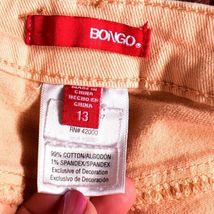 BONGO®
MADE IN
CHINA
HECHO EN
CHINA
13
RN# 42000
99% COTTON/ALGODON
1% SPANDEX/SPANDEX
Exclusive of Decoration
Exclusivo de Decoración